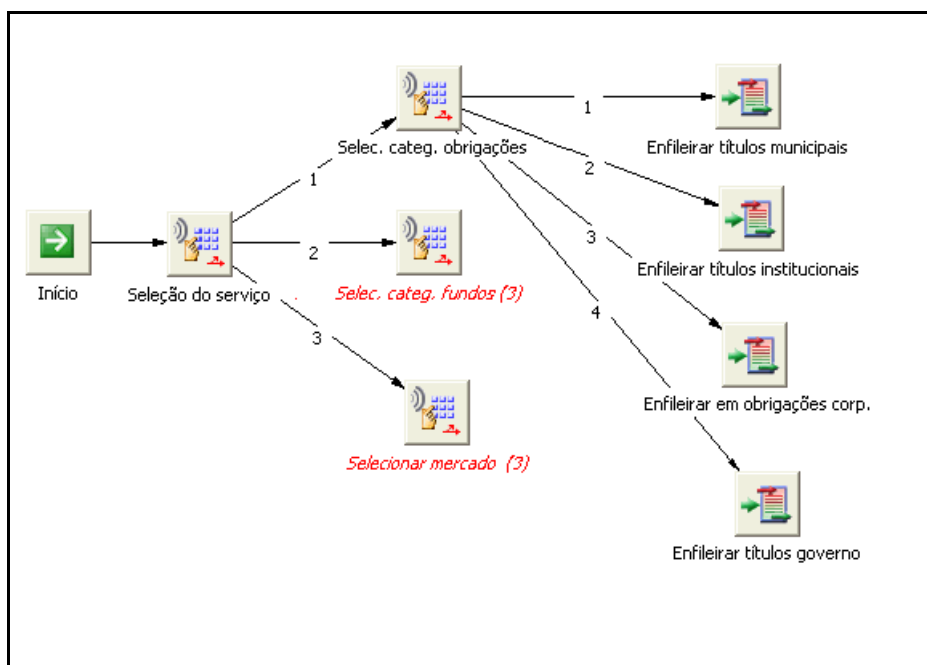 Selec. categ. obrigações
1
Enfileirar títulos municipais
1
2
Enfileirar títulos institucionais
3
Início
Seleção do serviço
2
Selec. categ. fundos (3)
4
3
Enfileirar em obrigações corp.
Selecionar mercado (3)
Enfileirar títulos governo